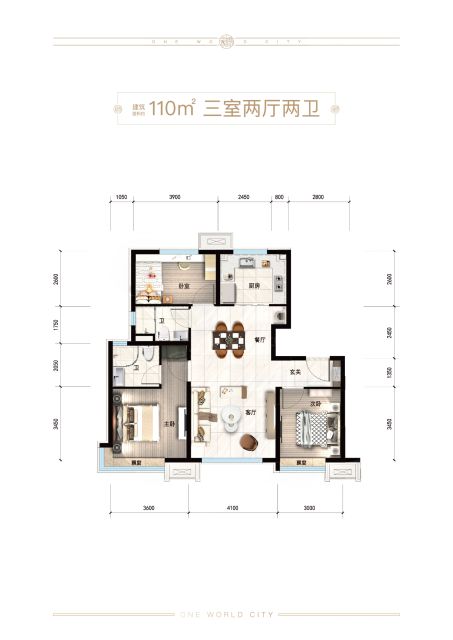 ONE WORLD CITY
建筑
面积约 110㎡ 三室两厅两卫
1050 3900 2450 800 2800
2600 1750 2050 3450
卧室 厨房
卫
餐厅
卫 玄关
客厅 次卧
主卧
飘窗 飘窗
2600 3450 1350 3450
3600 4100 3000
ONE WORLD CITY